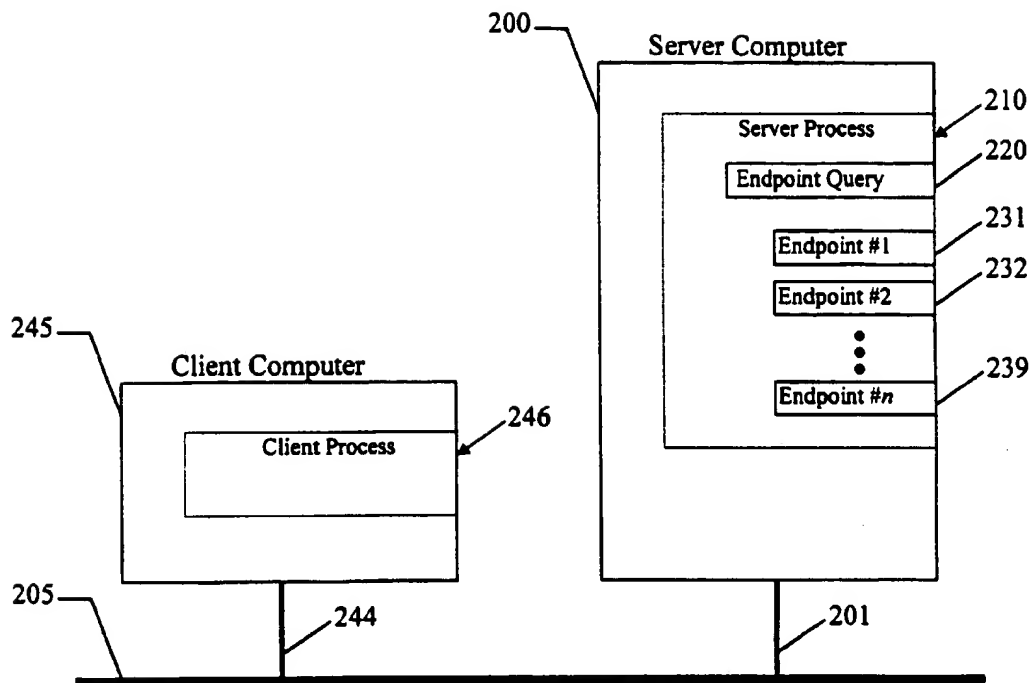 200
Server Computer
210
Server Process
220
Endpoint Query
231
Endpoint #1
232
Endpoint #2
245
Client Computer
239
Endpoint #n
246
Client Process
205
244
201